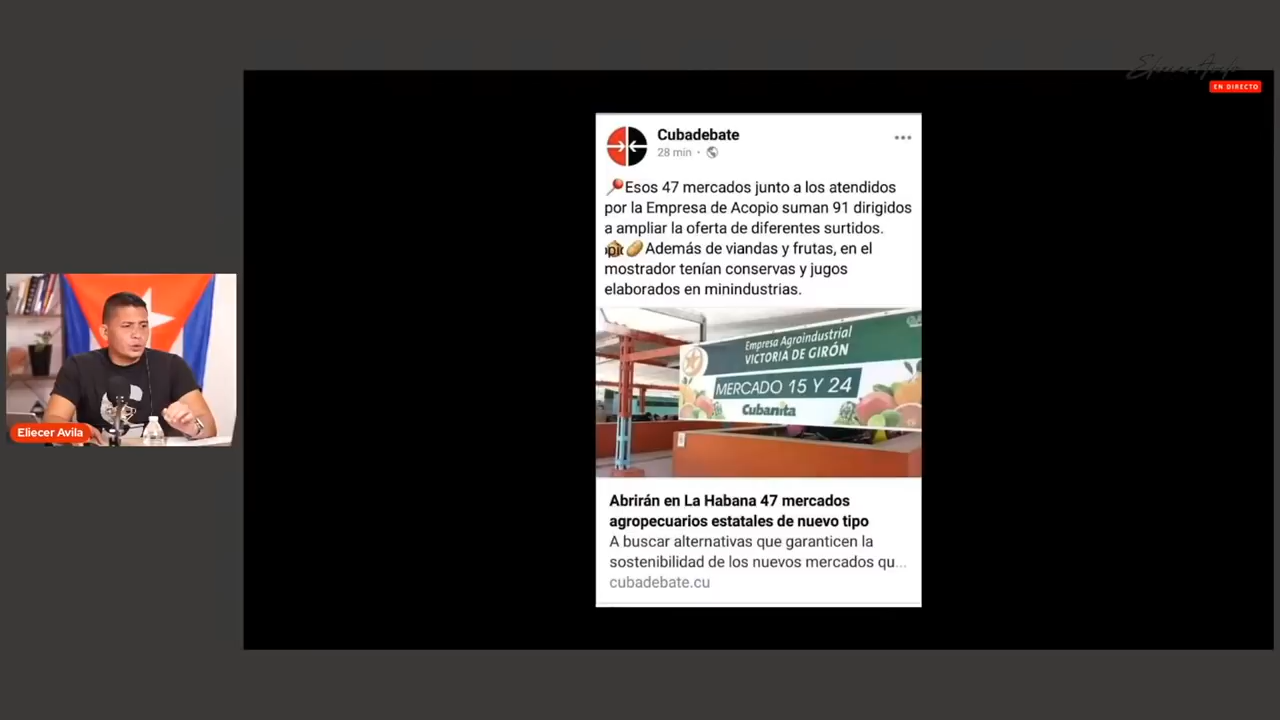 Eliecer Avila
EN DIRECTO
Cubadebate
28 min
Esos 47 mercados junto a los atendidos
por la Empresa de Acopio suman 91 dirigidos
a ampliar la oferta de diferentes surtidos.
Además de viandas y frutas, en el
mostrador tenían conservas y jugos
elaborados en minindustrias.
Empresa Agroindustrial
VICTORIA DE GIRÓN
MERCADO 15 Y 24
Cubanita
Abrirán en La Habana 47 mercados
agropecuarios estatales de nuevo tipo
A buscar alternativas que garanticen la
sostenibilidad de los nuevos mercados qu...
cubadebate.cu
Eliecer Avila